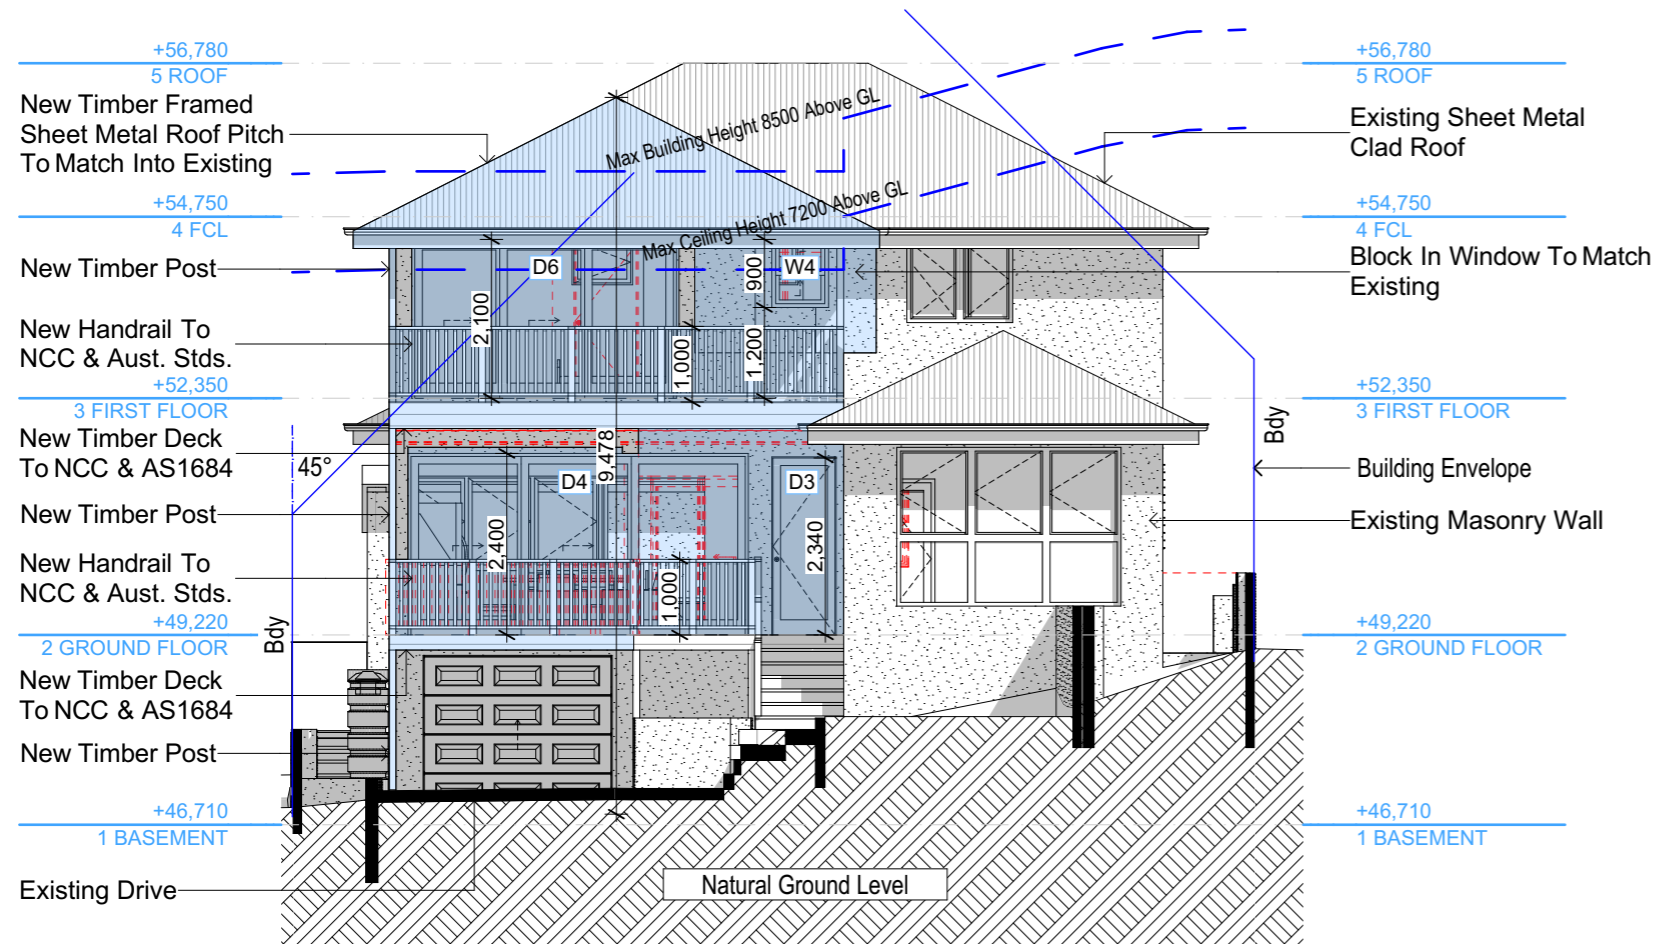 +56,780
5 ROOF
New Timber Framed
Sheet Metal Roof Pitch
To Match Into Existing
+54,750
4 FCL
New Timber Post
New Handrail To
NCC & Aust. Stds.
+52,350
3 FIRST FLOOR
New Timber Deck
To NCC & AS1684
New Timber Post
New Handrail To
NCC & Aust. Stds.
+49,220
2 GROUND FLOOR
New Timber Deck
To NCC & AS1684
New Timber Post
+46,710
1 BASEMENT
Existing Drive
Bdy
45°
Max Building Height 8500 Above GL
Max Ceiling Height 7200 Above GL
D6
W4
900
2,100
1,000
1,200
9,478
D4
D3
2,400
1,000
2,340
Natural Ground Level
Bdy
+56,780
5 ROOF
Existing Sheet Metal
Clad Roof
+54,750
4 FCL
Block In Window To Match
Existing
+52,350
3 FIRST FLOOR
Building Envelope
Existing Masonry Wall
+49,220
2 GROUND FLOOR
+46,710
1 BASEMENT